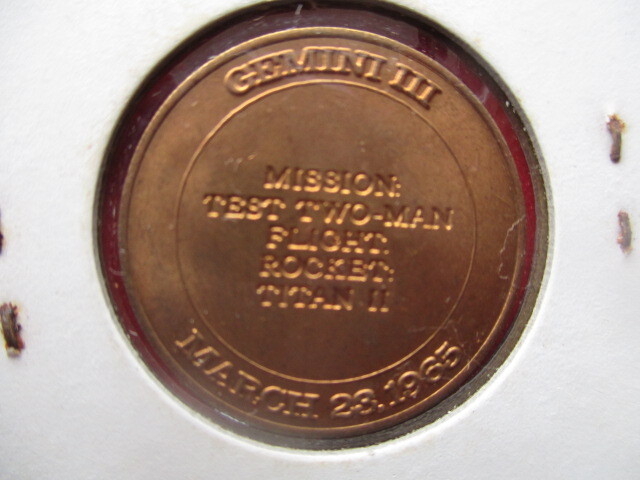 GEMINI III
MISSION:
TEST TWO-MAN
FLIGHT.
ROCKET:
TITAN II
MARCH 23.1965